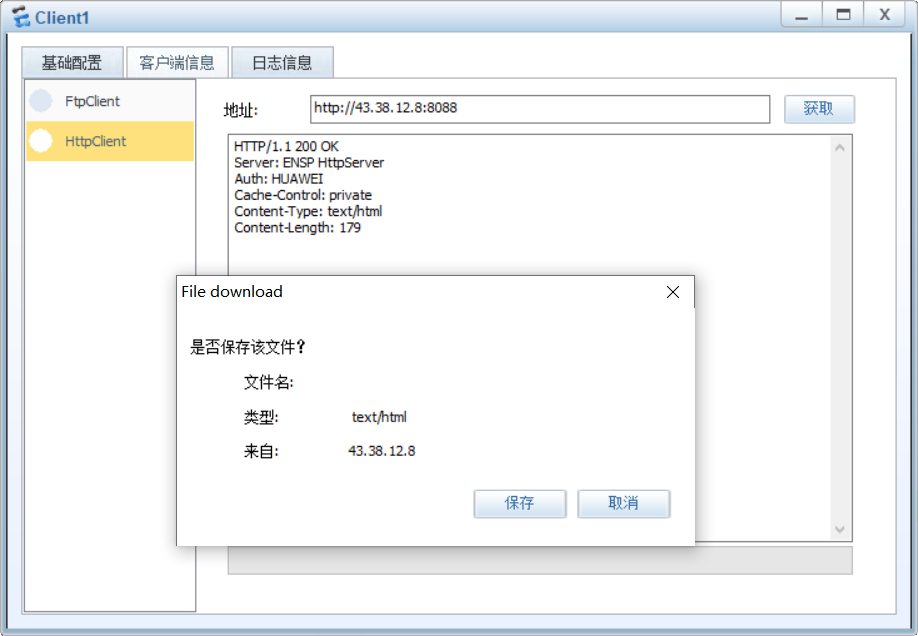 Client1
基础配置 客户端信息 日志信息
FtpClient
HttpClient
地址: http://43.38.12.8:8088 获取
HTTP/1.1 200 OK
Server: ENSP HttpServer
Auth: HUAWEI
Cache-Control: private
Content-Type: text/html
Content-Length: 179
File download
是否保存该文件?
文件名:
类型: text/html
来自: 43.38.12.8
保存 取消